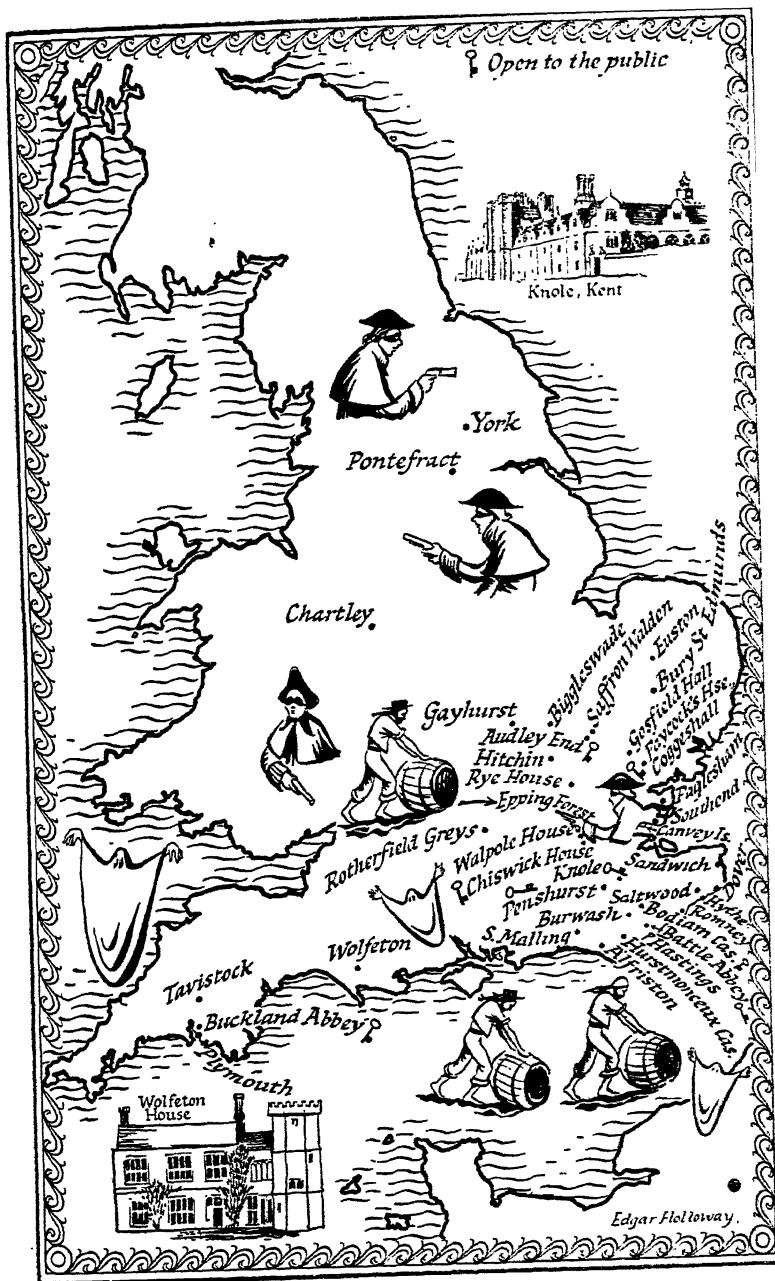 Open to the public
Knole, Kent
York
Pontefract
Chartley
Biggleswade
Saffron Walden
Euston
Bury St Edmunds
Gosfield Hall
Paycock's Hse.,
Coggeshall
Gayhurst
Audley End
Hitchin
Rye House
Epping Forest
Faglesham
Southend
Canvey Is.
Rotherfield Greys
Walpole House
Chiswick House
Knole
Sandwich
Dover
Penshurst
Saltwood
Hythe
Romney
Burwash
Bodiam Cas.
S. Malling
Battle Abbey
Hastings
Hurstmonceux Cas.
Alfriston
Wolfeton
Tavistock
Buckland Abbey
Plymouth
Wolfeton
House
Edgar Holloway.